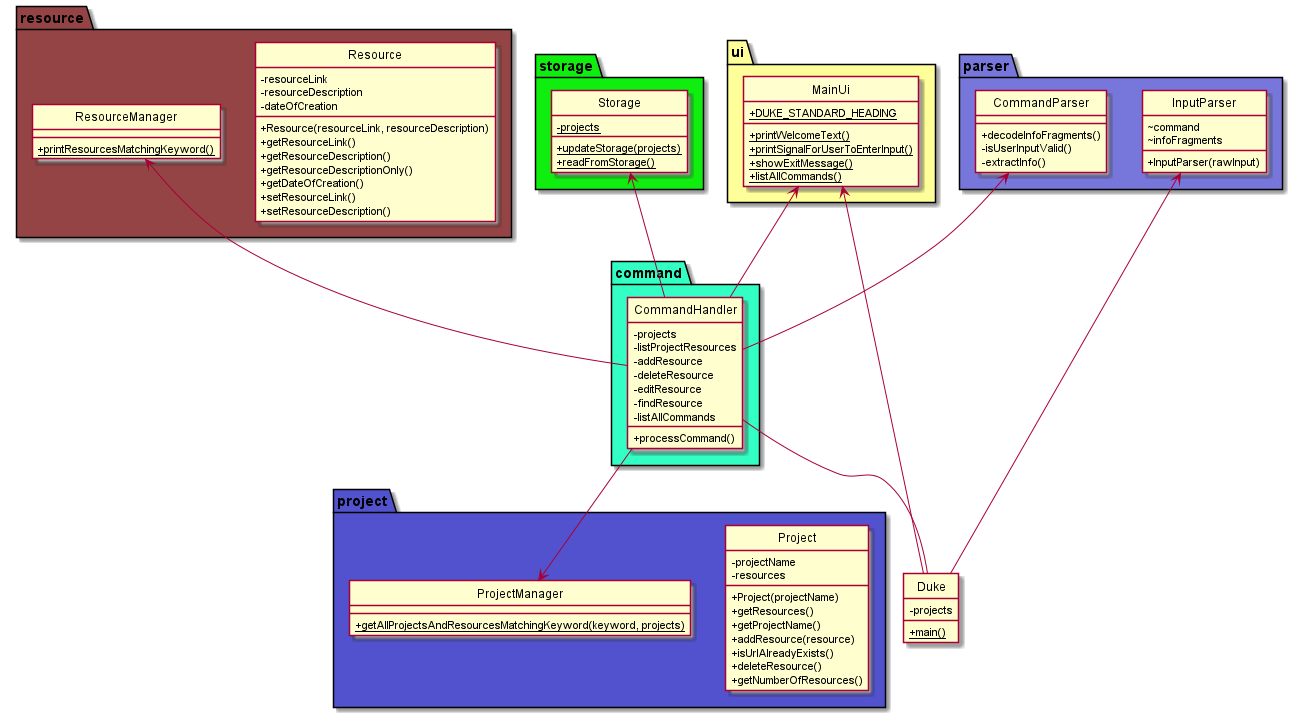 resource
Resource
-resourceLink
-resourceDescription
-dateOfCreation
+Resource(resourceLink, resourceDescription)
+getResourceLink()
+getResourceDescription()
+getResourceDescriptionOnly()
+getDateOfCreation()
+setResourceLink()
+setResourceDescription()
ResourceManager
+printResourcesMatchingKeyword()
storage
Storage
-projects
+updateStorage(projects)
+readFromStorage()
ui
MainUi
+DUKE_STANDARD_HEADING
+printWelcomeText()
+printSignalForUserToEnterInput()
+showExitMessage()
+listAllCommands()
parser
CommandParser
+decodeInfoFragments()
-isUserInputValid()
-extractInfo()
InputParser
~command
~infoFragments
+InputParser(rawInput)
command
CommandHandler
-projects
-listProjectResources
-addResource
-deleteResource
-editResource
-findResource
-listAllCommands
+processCommand()
project
ProjectManager
+getAllProjectsAndResourcesMatchingKeyword(keyword, projects)
Project
-projectName
-resources
+Project(projectName)
+getResources()
+getProjectName()
+addResource(resource)
+isUrlAlreadyExists()
+deleteResource()
+getNumberOfResources()
Duke
-projects
+main()